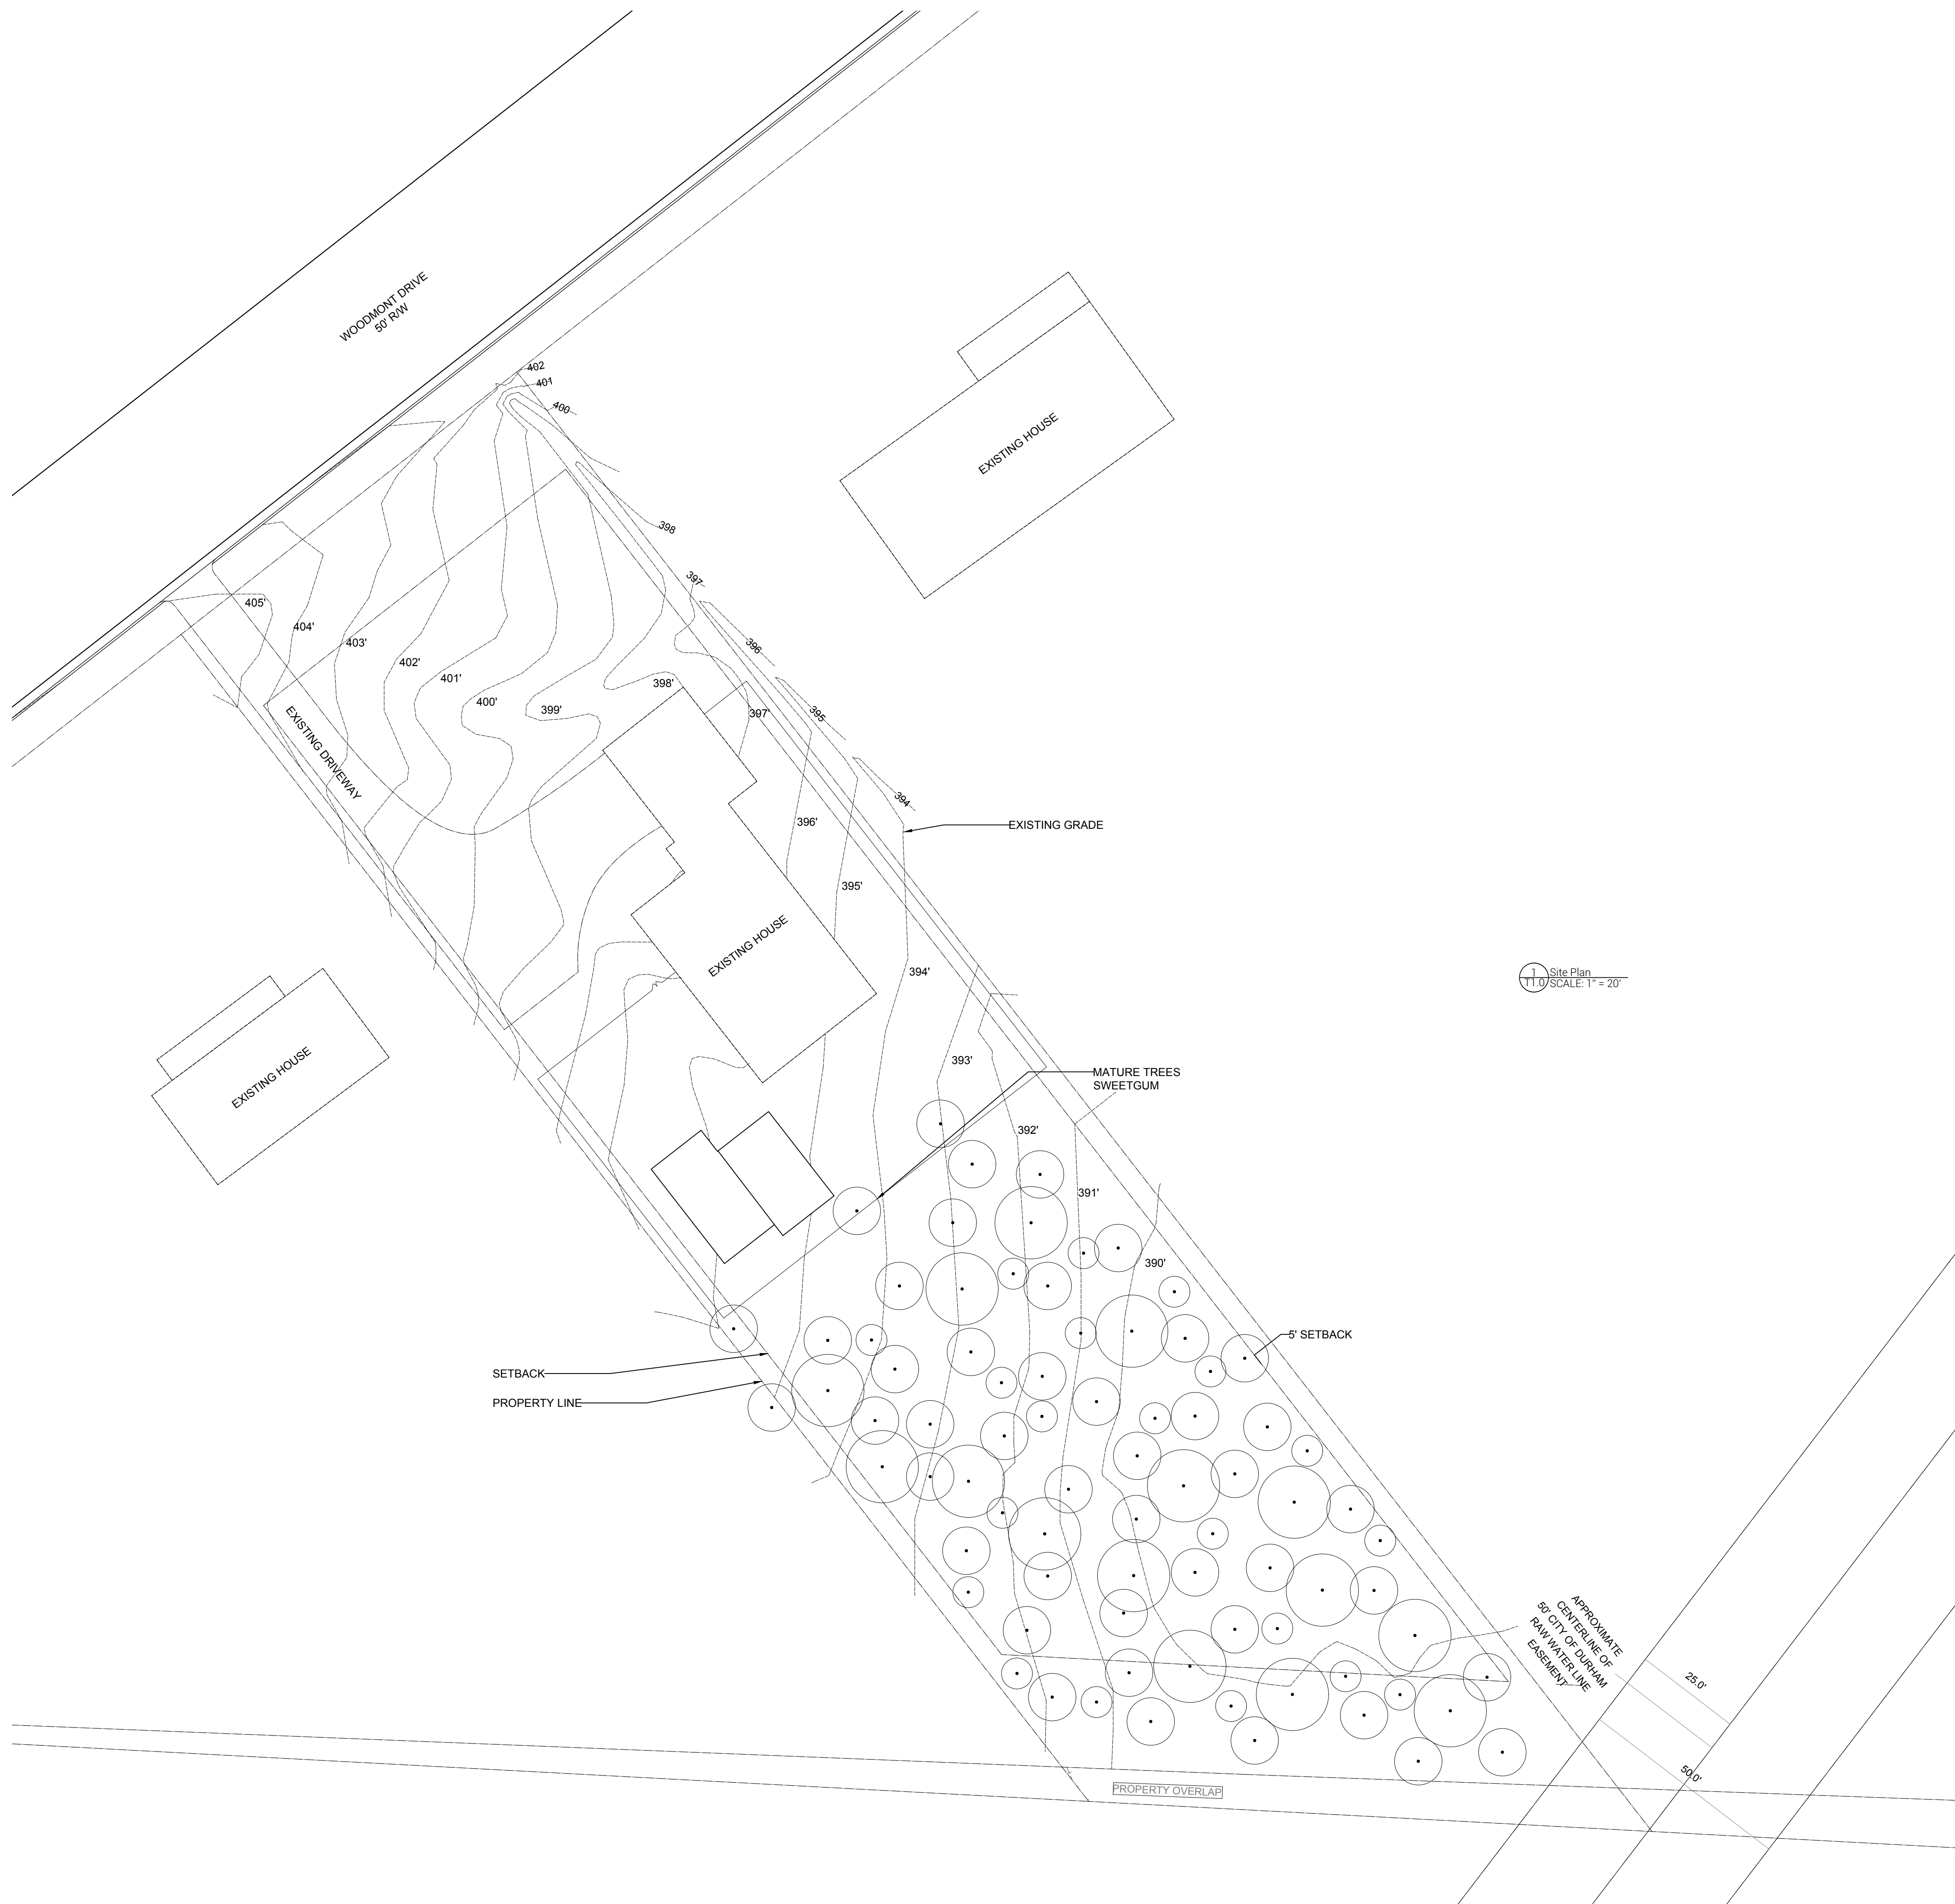 WOODMONT DRIVE
50' R/W
402
401
400
398
397
396
395
394
EXISTING HOUSE
405'
404'
403'
402'
401'
400'
399'
398'
397'
396'
395'
394'
393'
392'
391'
390'
EXISTING DRIVEWAY
EXISTING GRADE
EXISTING HOUSE
EXISTING HOUSE
1
T1.0
Site Plan
SCALE: 1" = 20'
MATURE TREES
SWEETGUM
5' SETBACK
SETBACK
PROPERTY LINE
APPROXIMATE
CENTERLINE OF
50' CITY OF DURHAM
RAW WATER LINE
EASEMENT
25.0'
50.0'
PROPERTY OVERLAP